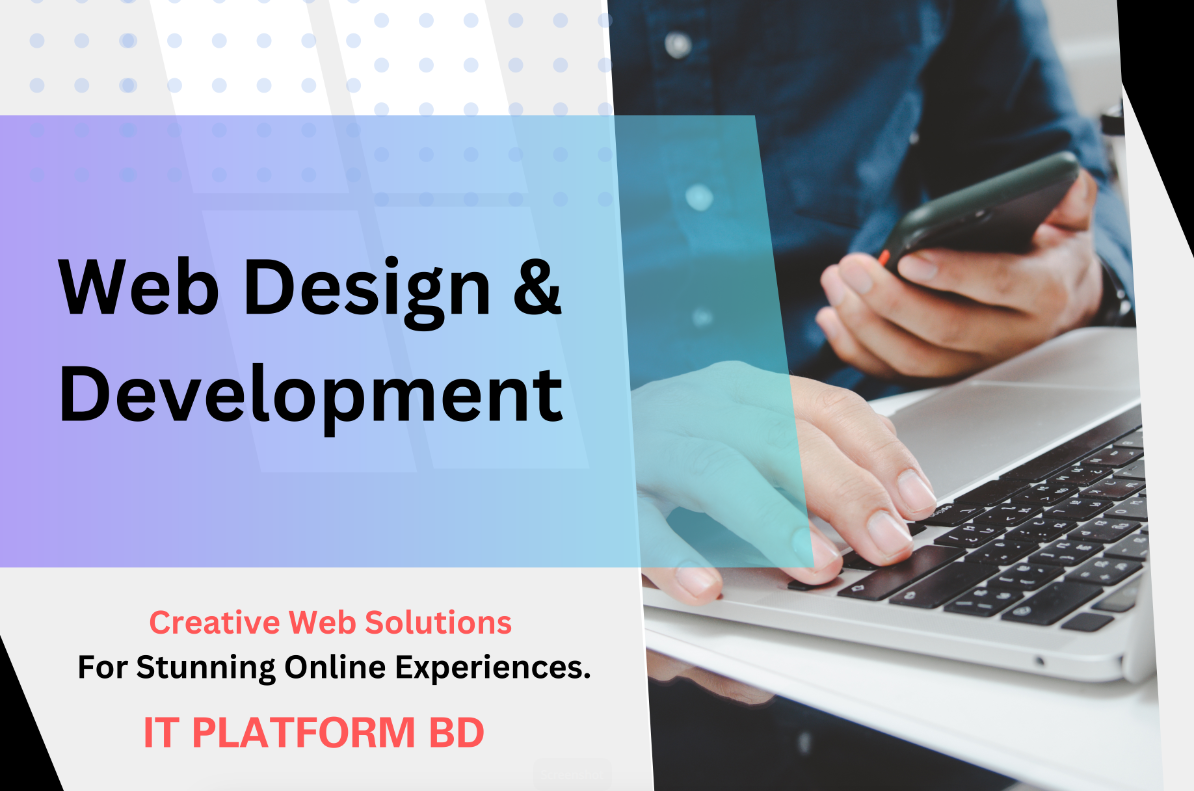 Web Design &
Development
Creative Web Solutions
For Stunning Online Experiences.
IT PLATFORM BD